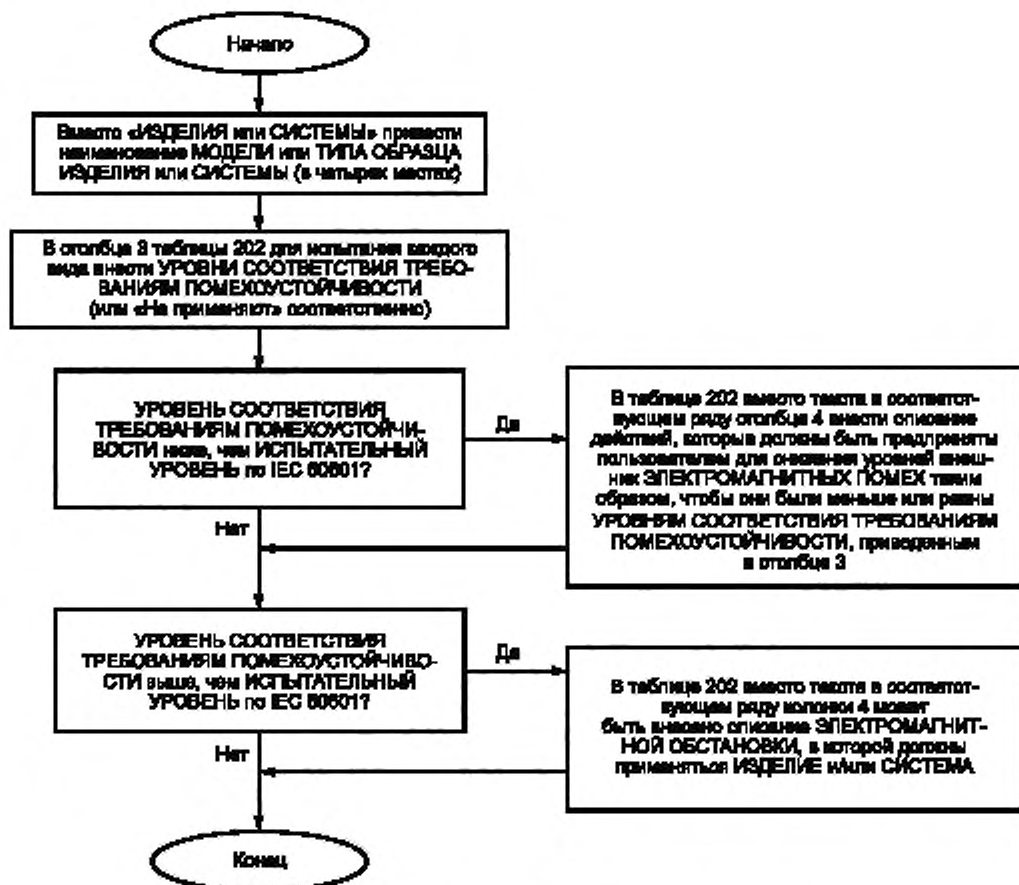 Начало
Вместо «ИЗДЕЛИЯ или СИСТЕМЫ» привести
наименование МОДЕЛИ или ТИПА ОБРАЗЦА
ИЗДЕЛИЯ или СИСТЕМЫ (в четырех местах)
В столбце 3 таблицы 202 для испытания каждого
вида внести УРОВНИ СООТВЕТСТВИЯ ТРЕБО-
ВАНИЯМ ПОМЕХОУСТОЙЧИВОСТИ
(или «Не применяют» соответственно)
УРОВЕНЬ СООТВЕТСТВИЯ
ТРЕБОВАНИЯМ ПОМЕХОУСТОЙЧИ-
ВОСТИ ниже, чем ИСПЫТАТЕЛЬНЫЙ
УРОВЕНЬ по IEC 60601?
Да
В таблице 202 вместо текста в соответст-
вующем ряду столбца 4 внести описание
действий, которые должны быть предприняты
пользователем для снижения уровней внеш-
них ЭЛЕКТРОМАГНИТНЫХ ПОМЕХ таким
образом, чтобы они были меньше или равны
УРОВНЯМ СООТВЕТСТВИЯ ТРЕБОВАНИЯМ
ПОМЕХОУСТОЙЧИВОСТИ, приведенным
в столбце 3
Нет
УРОВЕНЬ СООТВЕТСТВИЯ
ТРЕБОВАНИЯМ ПОМЕХОУСТОЙЧИВО-
СТИ выше, чем ИСПЫТАТЕЛЬНЫЙ
УРОВЕНЬ по IEC 60601?
Да
В таблице 202 вместо текста в соответст-
вующем ряду колонки 4 может
быть внесено описание ЭЛЕКТРОМАГНИТ-
НОЙ ОБСТАНОВКИ, в которой должны
применяться ИЗДЕЛИЕ и/или СИСТЕМА
Нет
Конец